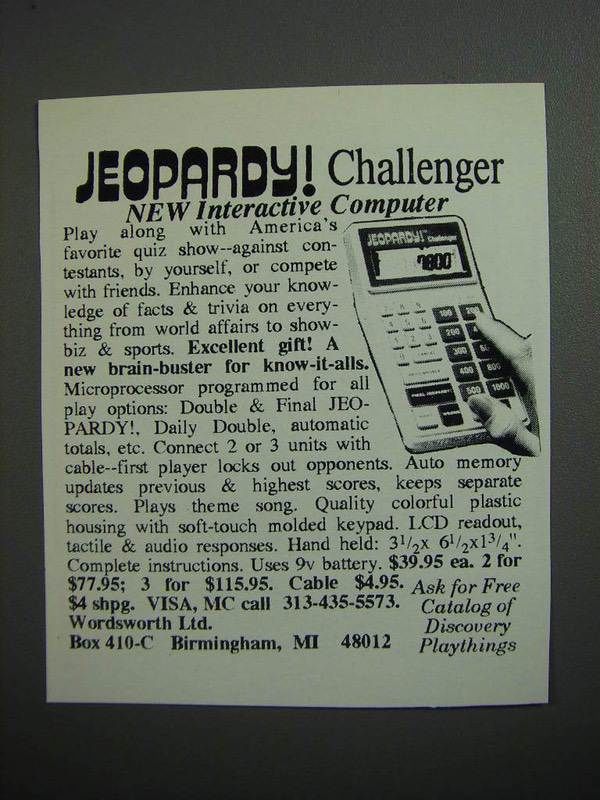 JEOPARDY! Challenger
NEW Interactive Computer
Play along with America's
favorite quiz show--against con-
testants, by yourself, or compete
with friends. Enhance your know-
ledge of facts & trivia on every-
thing from world affairs to show-
biz & sports. Excellent gift! A
new brain-buster for know-it-alls.
Microprocessor programmed for all
play options: Double & Final JEO-
PARDY!, Daily Double, automatic
totals, etc. Connect 2 or 3 units with
cable--first player locks out opponents. Auto memory
updates previous & highest scores, keeps separate
scores. Plays theme song. Quality colorful plastic
housing with soft-touch molded keypad. LCD readout,
tactile & audio responses. Hand held: 3 1/2x 6 1/2x1 3/4".
Complete instructions. Uses 9v battery. $39.95 ea. 2 for
$77.95; 3 for $115.95. Cable $4.95.
$4 shpg. VISA, MC call 313-435-5573.
Wordsworth Ltd.
Box 410-C Birmingham, MI 48012
Ask for Free
Catalog of
Discovery
Playthings
JEOPARDY! Challenger
7800
100
200
300
400 800
500 1000